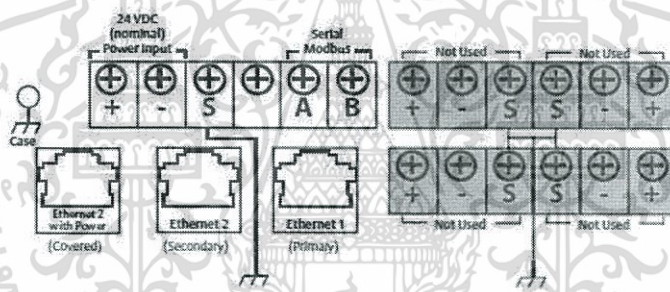 24 VDC
(nominal)
Power Input
Serial
Modbus
Not Used
Not Used
+ - S A B
+ - S S - +
Case
+ - S S - +
Ethernet 2
with Power
Ethernet 2
Ethernet 1
Not Used
Not Used
(Covered)
(Secondary)
(Primary)